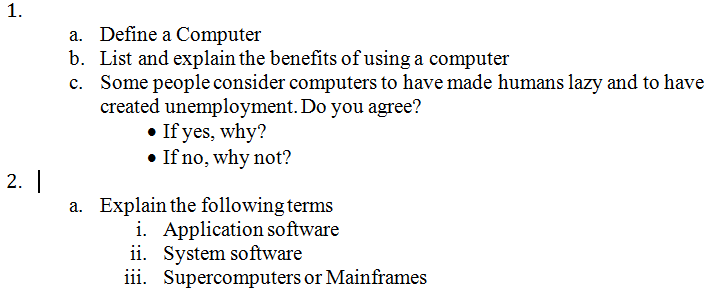 1.
a. Define a Computer
b. List and explain the benefits of using a computer
c. Some people consider computers to have made humans lazy and to have
created unemployment. Do you agree?
• If yes, why?
• If no, why not?
2.
a. Explain the following terms
i. Application software
ii. System software
iii. Supercomputers or Mainframes